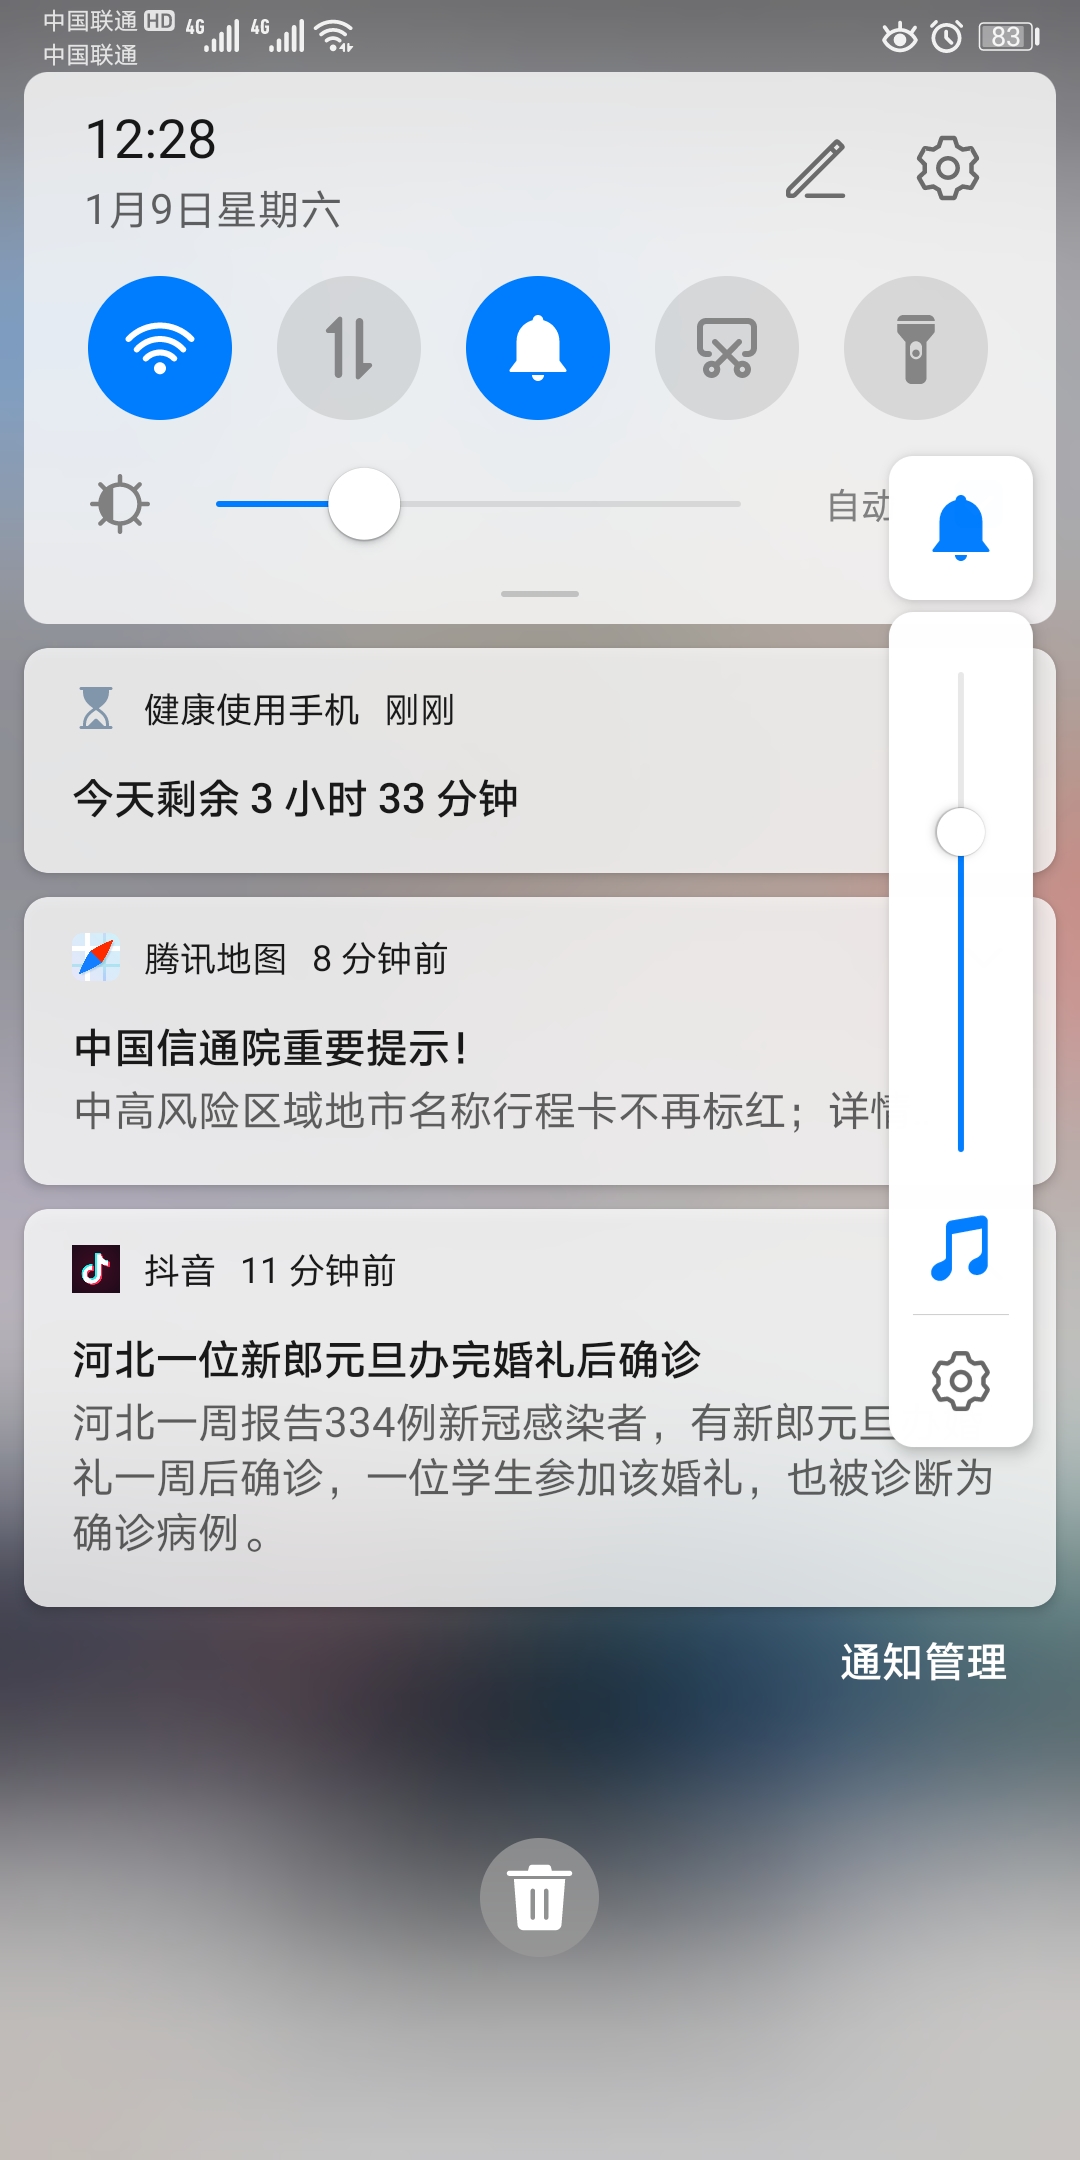 中国联通 HD 4G 4G
中国联通
83
12:28
1月9日星期六
自动
健康使用手机 刚刚
今天剩余 3 小时 33 分钟
腾讯地图 8 分钟前
中国信通院重要提示！
中高风险区域地市名称行程卡不再标红；详情
抖音 11 分钟前
河北一位新郎元旦办完婚礼后确诊
河北一周报告334例新冠感染者，有新郎元旦
礼一周后确诊，一位学生参加该婚礼，也被诊断为
确诊病例。
通知管理